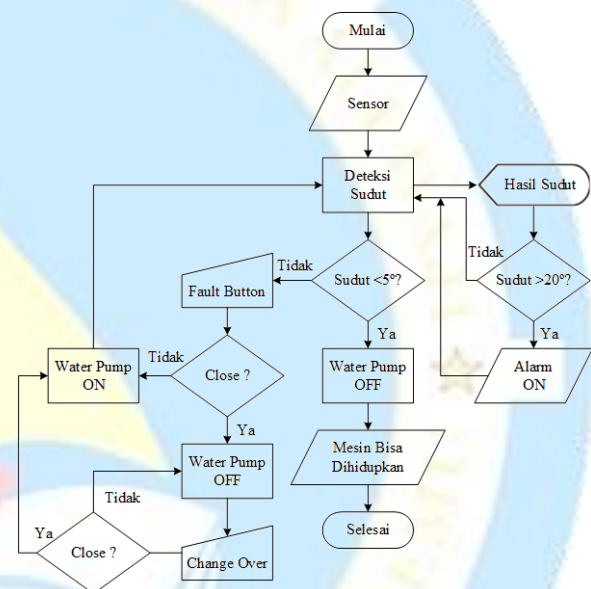 Mulai
Sensor
Deteksi
Sudut
Hasil Sudut
Tidak
Sudut >20°?
Ya
Alarm
ON
Sudut <5°?
Tidak
Ya
Fault Button
Close ?
Tidak
Ya
Water Pump
ON
Water Pump
OFF
Mesin Bisa
Dihidupkan
Selesai
Water Pump
OFF
Change Over
Close ?
Tidak
Ya